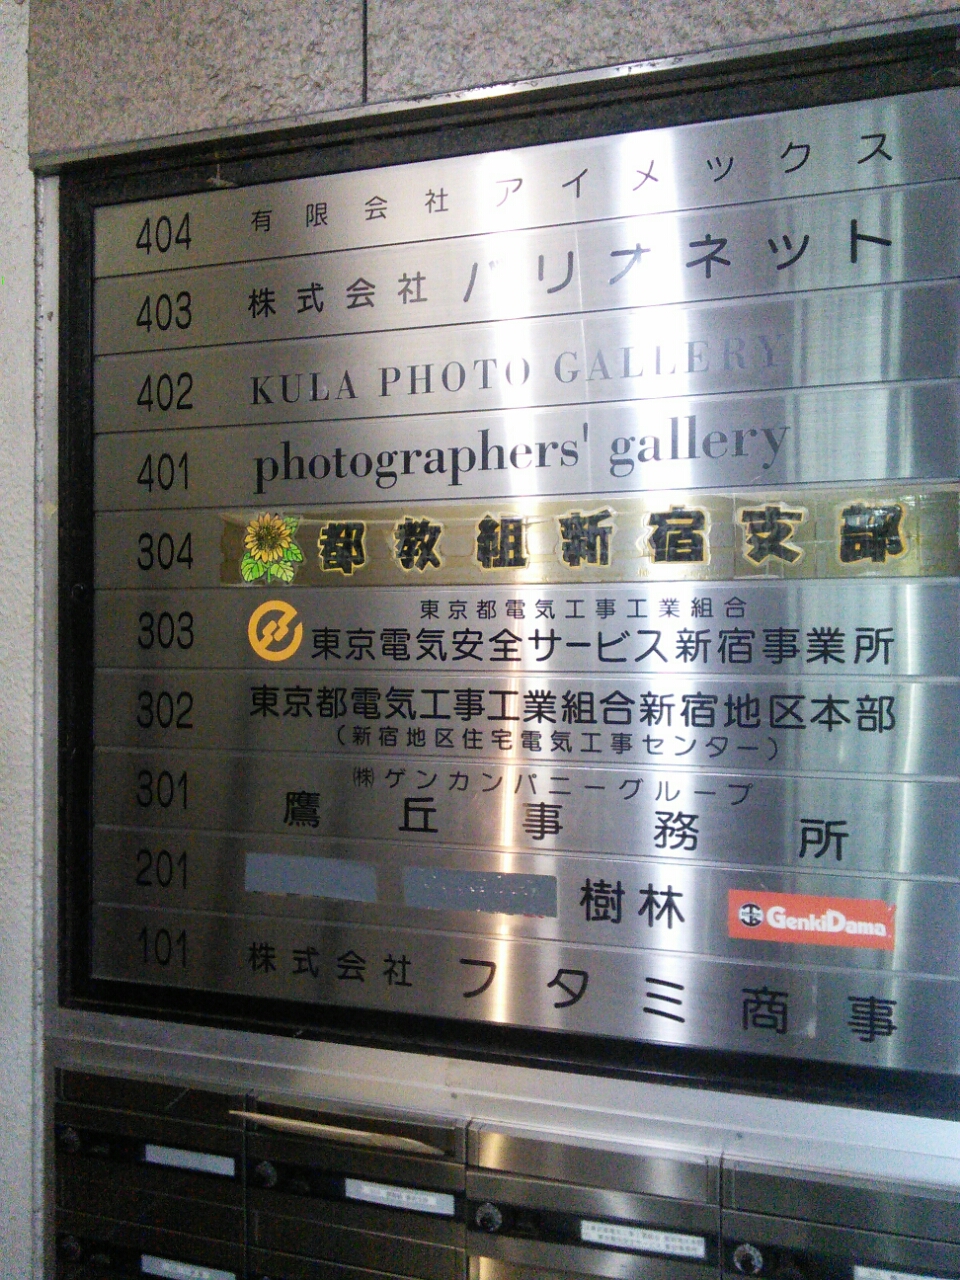 404 有限会社 アイメックス
403 株式会社 バリオネット
402 KULA PHOTO GALLERY
401 photographers' gallery
304 都教組新宿支部
303 東京都電気工事工業組合
東京電気安全サービス新宿事業所
302 東京都電気工事工業組合新宿地区本部
（新宿地区住宅電気工事センター）
301 ㈱ゲンカンパニーグループ
鷹丘事務所
201 樹林 GenkiDama
101 株式会社 フタミ商事